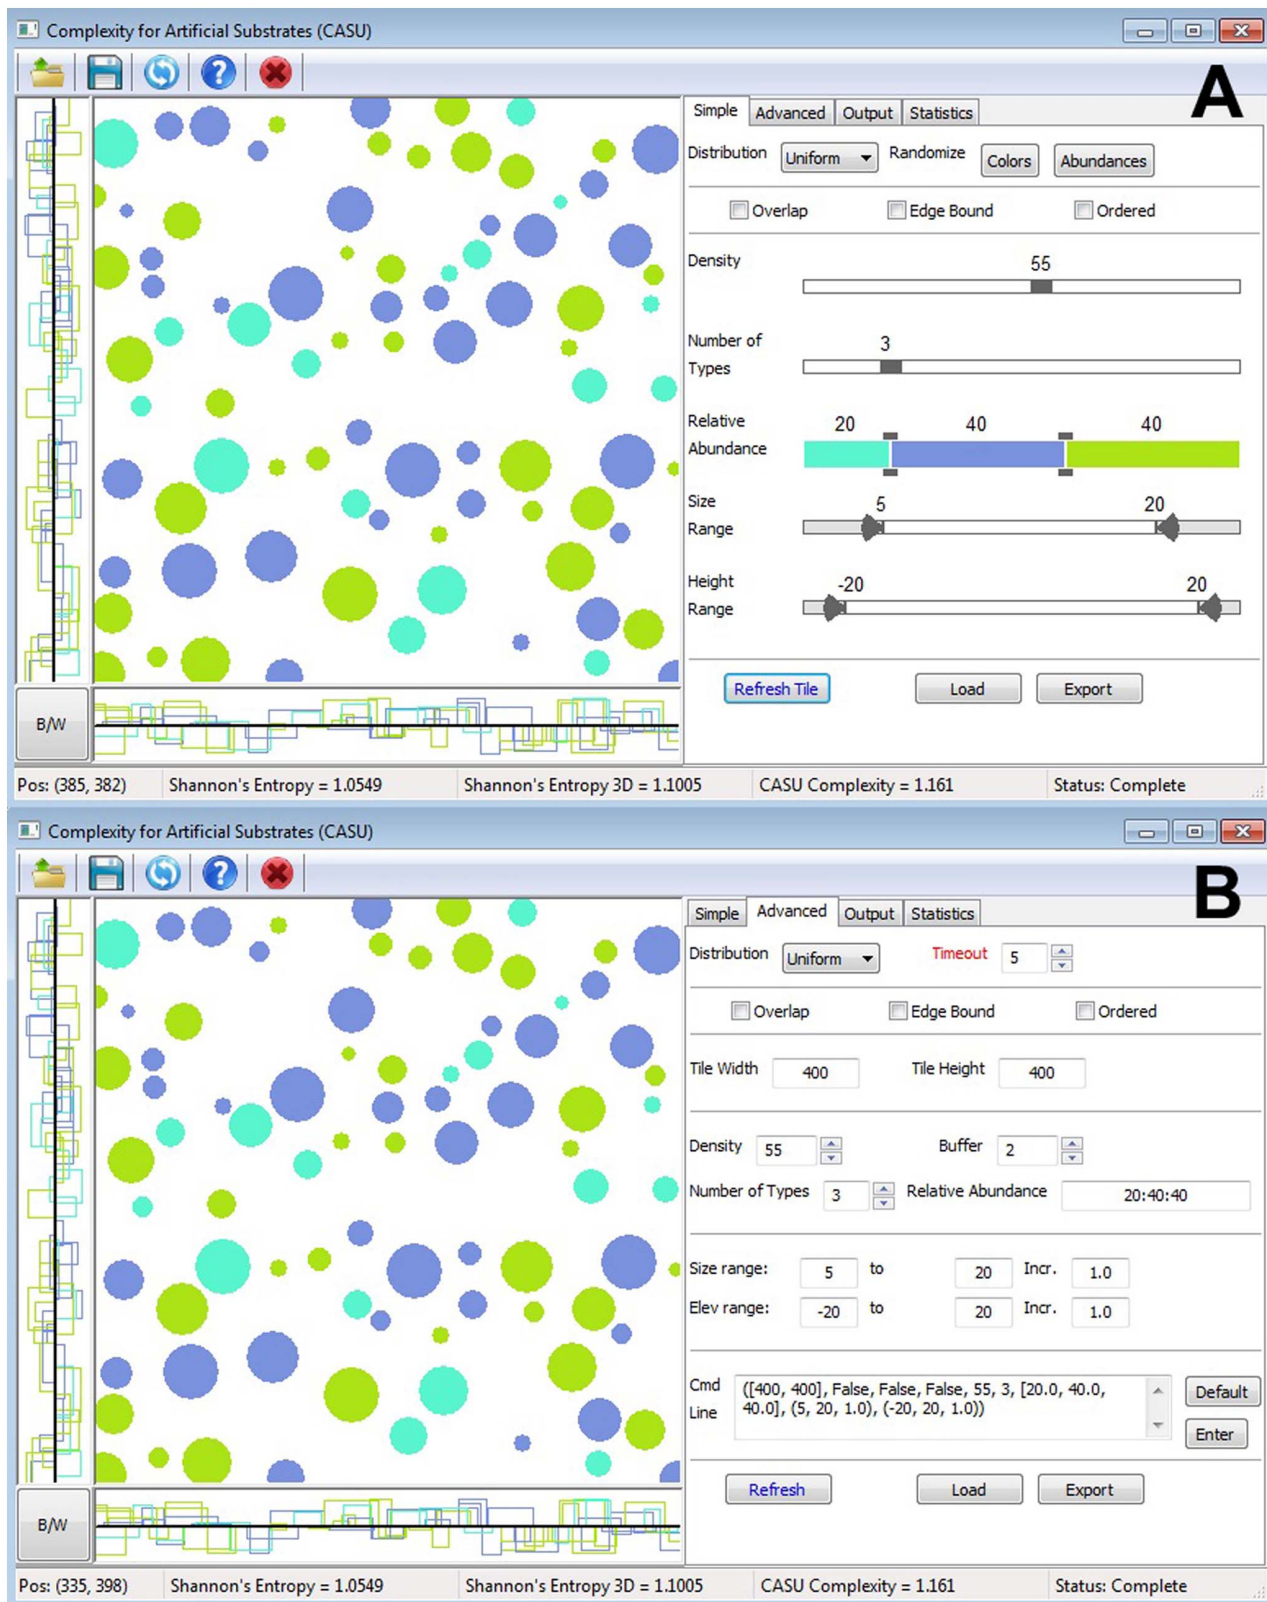 Complexity for Artificial Substrates (CASU)
A
Simple Advanced Output Statistics
Distribution Uniform Randomize Colors Abundances
Overlap Edge Bound Ordered
Density 55
Number of Types 3
Relative Abundance 20 40 40
Size Range 5 20
Height Range -20 20
Refresh Tile Load Export
B/W
Pos: (385, 382) Shannon's Entropy = 1.0549 Shannon's Entropy 3D = 1.1005 CASU Complexity = 1.161 Status: Complete
Complexity for Artificial Substrates (CASU)
B
Simple Advanced Output Statistics
Distribution Uniform Timeout 5
Overlap Edge Bound Ordered
Tile Width 400 Tile Height 400
Density 55 Buffer 2
Number of Types 3 Relative Abundance 20:40:40
Size range: 5 to 20 Incr. 1.0
Elev range: -20 to 20 Incr. 1.0
Cmd Line ([400, 400], False, False, False, 55, 3, [20.0, 40.0,
40.0], (5, 20, 1.0), (-20, 20, 1.0))
Default
Enter
Refresh Load Export
B/W
Pos: (335, 398) Shannon's Entropy = 1.0549 Shannon's Entropy 3D = 1.1005 CASU Complexity = 1.161 Status: Complete